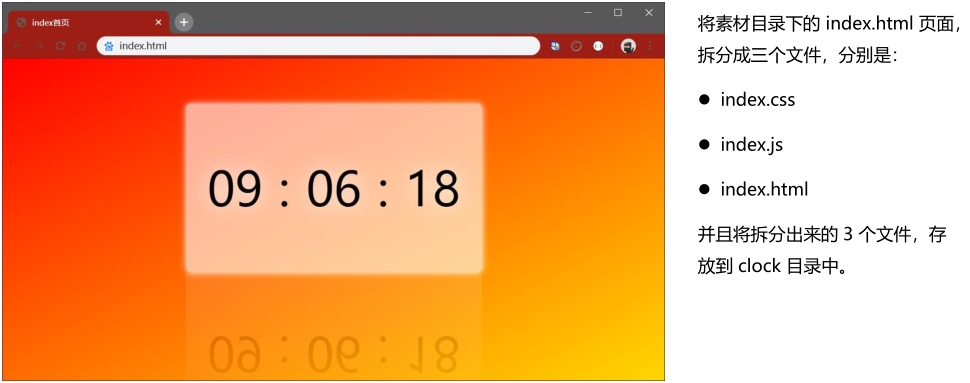 index首页
index.html
09 : 06 : 18
09 : 06 : 18
将素材目录下的 index.html 页面，
拆分成三个文件，分别是：
● index.css
● index.js
● index.html
并且将拆分出来的 3 个文件，存
放到 clock 目录中。